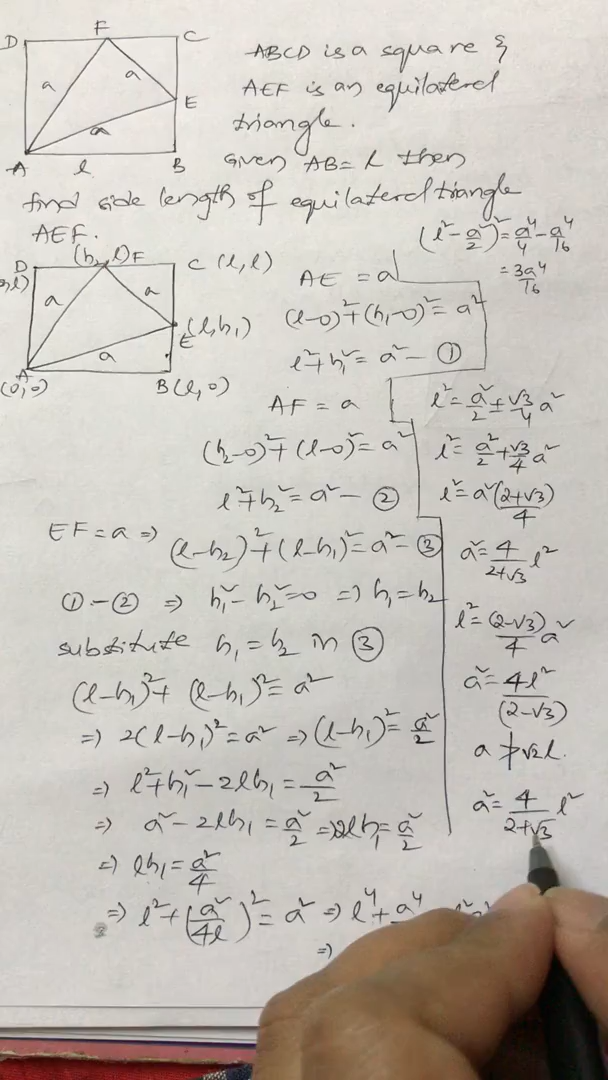 D F C
a a
E
a
A l B
ABCD is a square &
AEF is an equilateral
triangle.
Given AB = l then
find side length of equilateral triangle
AEF.
D (h₂, l) F C (l, l)
, l)
a a
(l, h₁)
E
a
A
(0,0) B(l, 0)
AE = a
(l-0)²+(h₁-0)² = a²
l²+h₁² = a² — ①
AF = a
(h₂-0)²+(l-0)² = a²
l²+h₂² = a² — ②
EF = a ⇒
(l-h₂)²+(l-h₁)² = a² — ③
①-② ⇒ h₁²-h₂²=0 ⇒ h₁=h₂
substitute h₁=h₂ in ③
(l-h₁)²+(l-h₁)² = a²
⇒ 2(l-h₁)² = a² ⇒ (l-h₁)² = a²/2
⇒ l²+h₁²-2lh₁ = a²/2
⇒ a²-2lh₁ = a²/2 ⇒ 2lh₁ = a²/2
⇒ lh₁ = a²/4
⇒ l²+(a²/4l)² = a² ⇒ l⁴+a⁴
⇒
(l²-a²/2)² = a⁴/4-a⁴/16
= 3a⁴/16
l² = a²/2 ± √3/4 a²
l² = a²/2+√3/4 a²
l² = a²(2+√3)/4
a² = 4/2+√3 l²
l² = (2-√3)/4 a²
a² = 4l²/(2-√3)
a ≯ √2l.
a² = 4/2+√3 l²